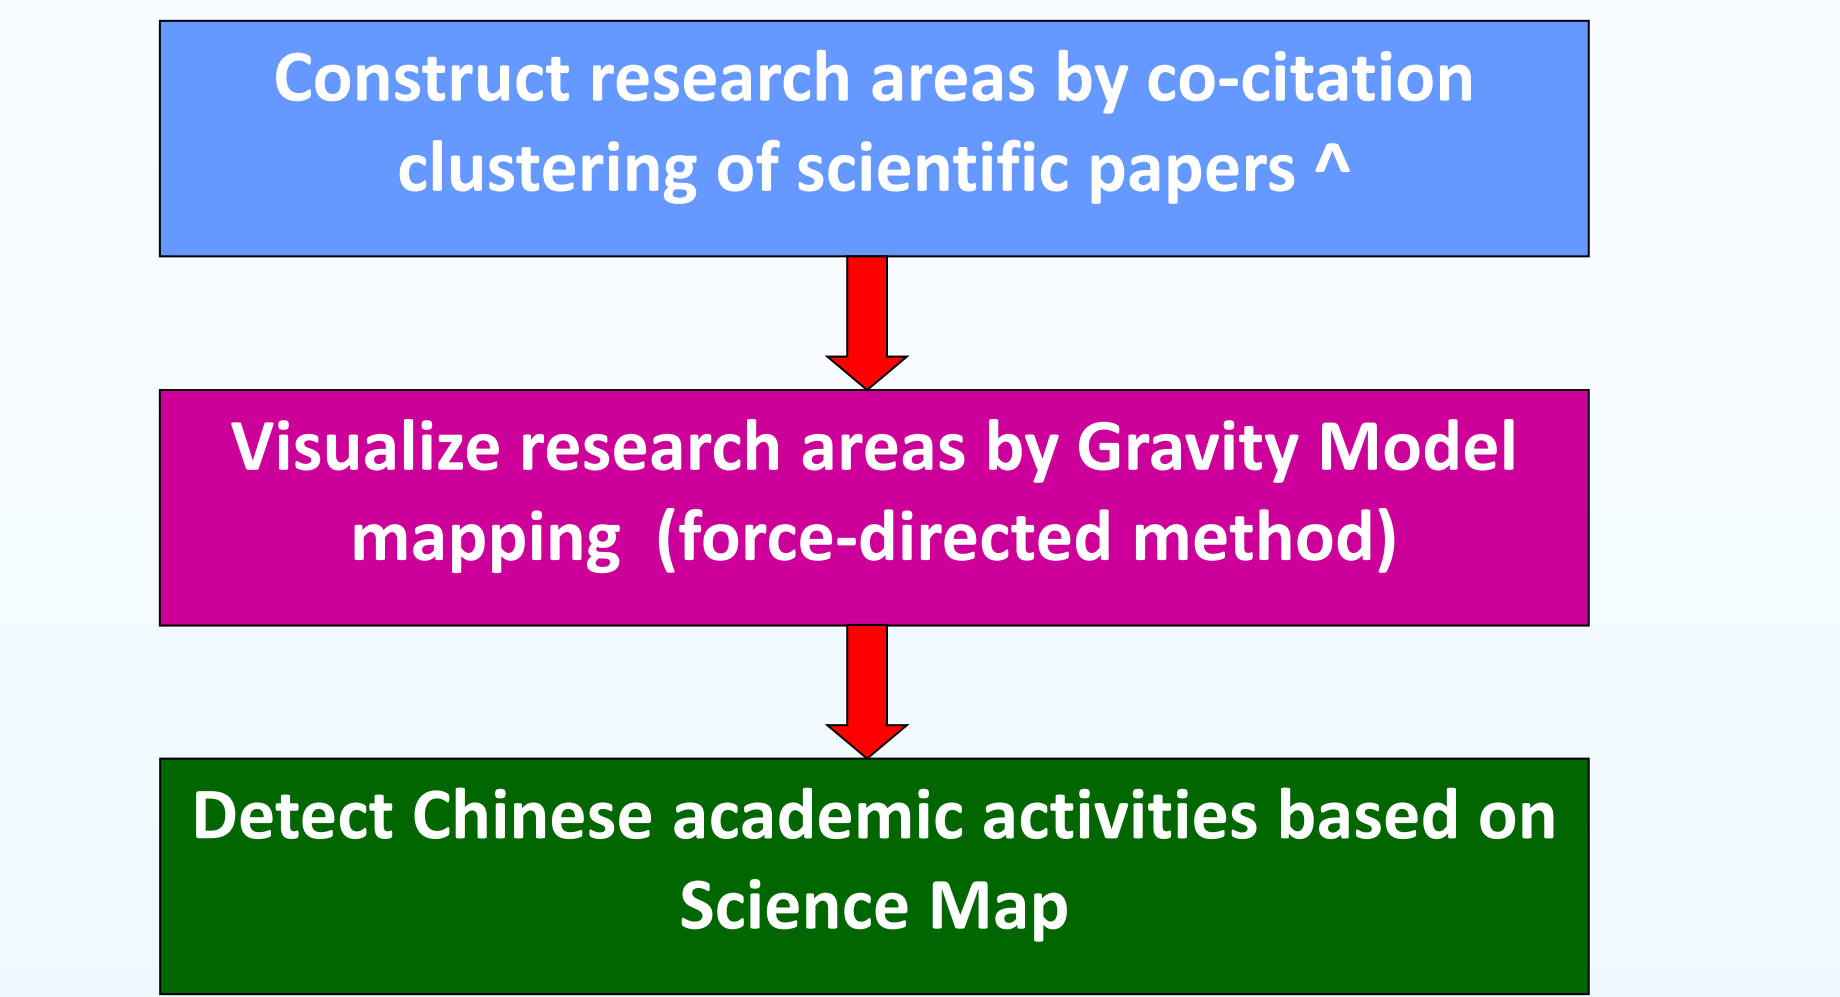 Construct research areas by co-citation
clustering of scientific papers ^
Visualize research areas by Gravity Model
mapping  (force-directed method)
Detect Chinese academic activities based on
Science Map